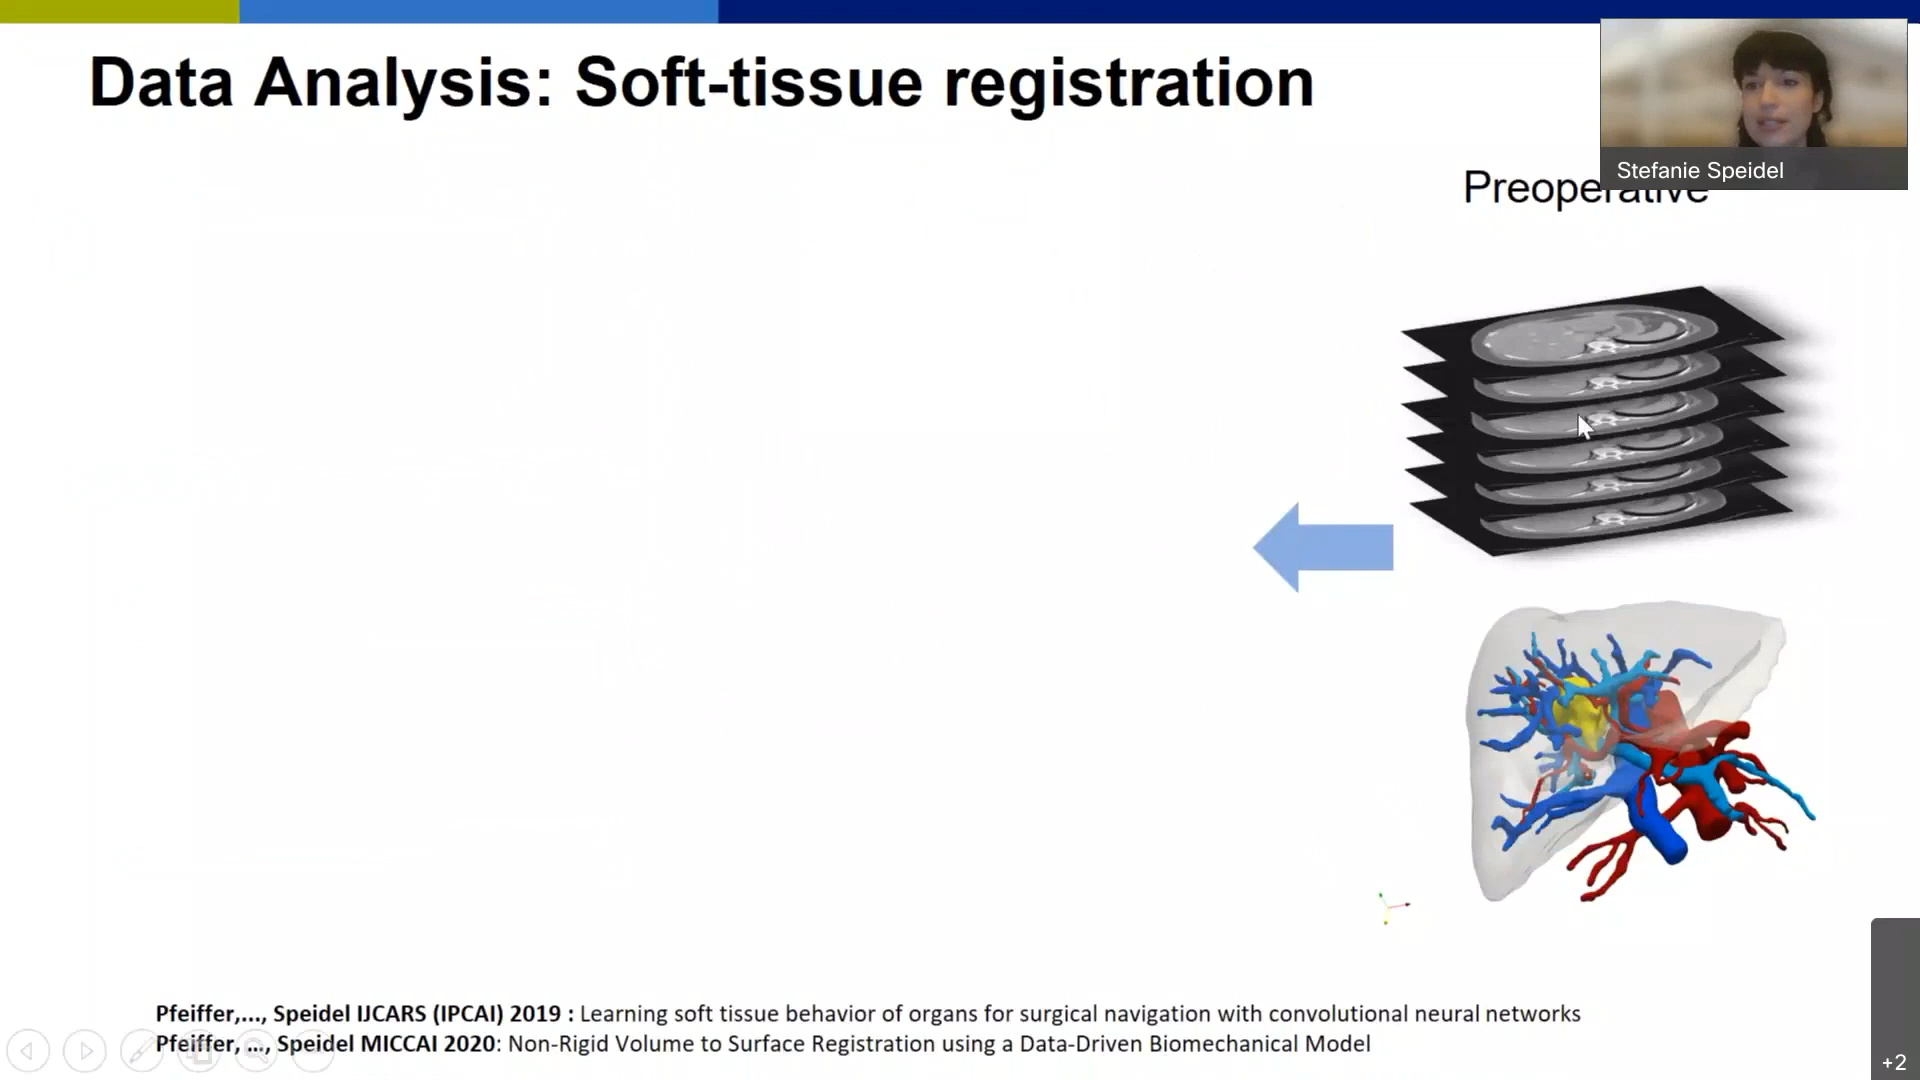 Data Analysis: Soft-tissue registration
Stefanie Speidel
Preoperative
Pfeiffer,..., Speidel IJCARS (IPCAI) 2019 : Learning soft tissue behavior of organs for surgical navigation with convolutional neural networks
Pfeiffer, ..., Speidel MICCAI 2020: Non-Rigid Volume to Surface Registration using a Data-Driven Biomechanical Model
+2